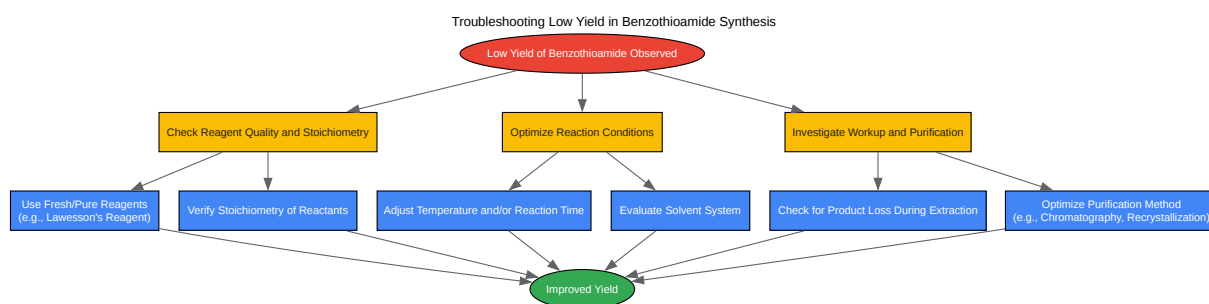 Troubleshooting Low Yield in Benzothioamide Synthesis
Low Yield of Benzothioamide Observed
Check Reagent Quality and Stoichiometry
Optimize Reaction Conditions
Investigate Workup and Purification
Use Fresh/Pure Reagents
(e.g., Lawesson's Reagent)
Verify Stoichiometry of Reactants
Adjust Temperature and/or Reaction Time
Evaluate Solvent System
Check for Product Loss During Extraction
Optimize Purification Method
(e.g., Chromatography, Recrystallization)
Improved Yield